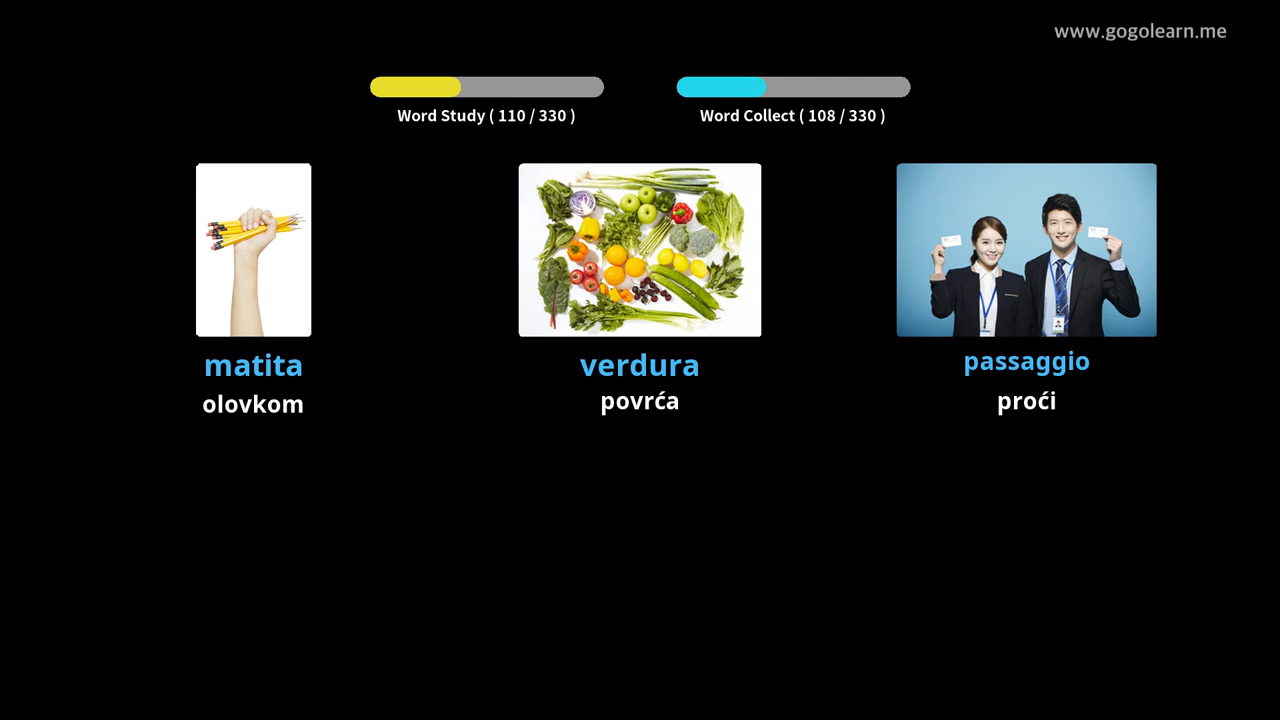 www.gogolearn.me
Word Study ( 110 / 330 )
Word Collect ( 108 / 330 )
matita
olovkom
verdura
povrća
passaggio
proći